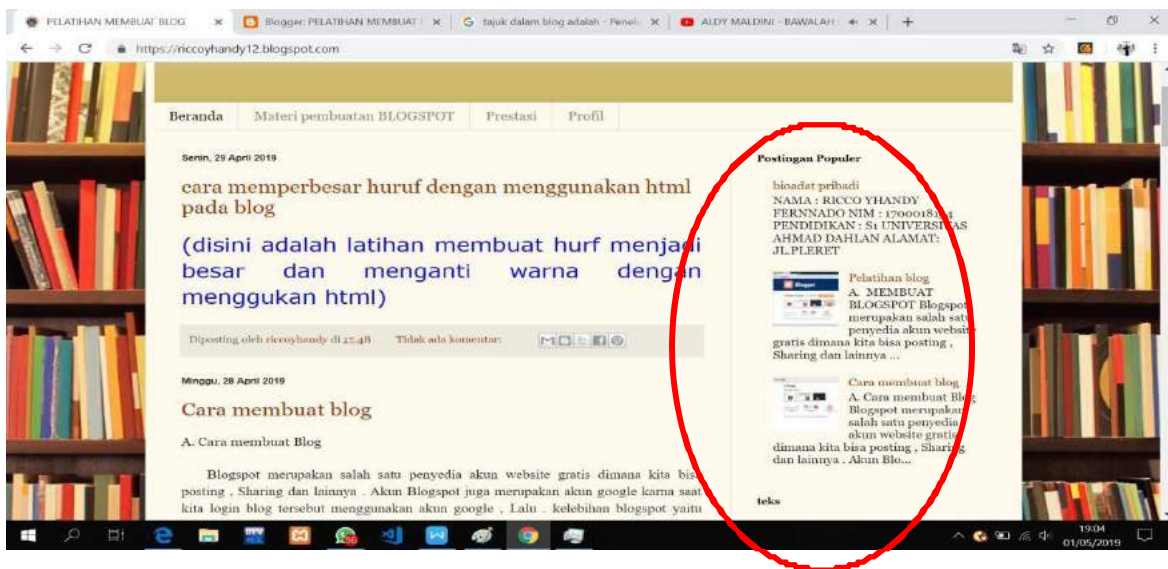 PELATIHAN MEMBUAT BLOG
Blogger: PELATIHAN MEMBUAT
tajuk dalam blog adalah - Penel
ALDY MALDINI - BAWALAH
https://riccoyhandy12.blogspot.com
Beranda
Materi pembuatan BLOGSPOT
Prestasi
Profil
Senin, 29 April 2019
cara memperbesar huruf dengan menggunakan html
pada blog
(disini adalah latihan membuat hurf menjadi
besar dan menganti warna dengan
menggukan html)
Diposting oleh riccoyhandy di 17.48 Tidak ada komentar:
Minggu, 28 April 2019
Cara membuat blog
A. Cara membuat Blog
Blogspot merupakan salah satu penyedia akun website gratis dimana kita bisa
posting , Sharing dan lainnya . Akun Blogspot juga merupakan akun google karna saat
kita login blog tersebut menggunakan akun google , Lalu . kelebihan blogspot yaitu
Postingan Populer
bioadat pribadi
NAMA : RICCO YHANDY
FERNNADO NIM :
PENDIDIKAN : S1 UNIVERSITAS
AHMAD DAHLAN ALAMAT:
JL.PLERET
Pelatihan blog
A. MEMBUAT
BLOGSPOT Blogspot
merupakan salah satu
penyedia akun website
gratis dimana kita bisa posting ,
Sharing dan lainnya ...
Cara membuat blog
A. Cara membuat Blog
Blogspot merupakan
salah satu penyedia
akun website gratis
dimana kita bisa posting , Sharing
dan lainnya . Akun Blo...
teks
19:04
01/05/2019